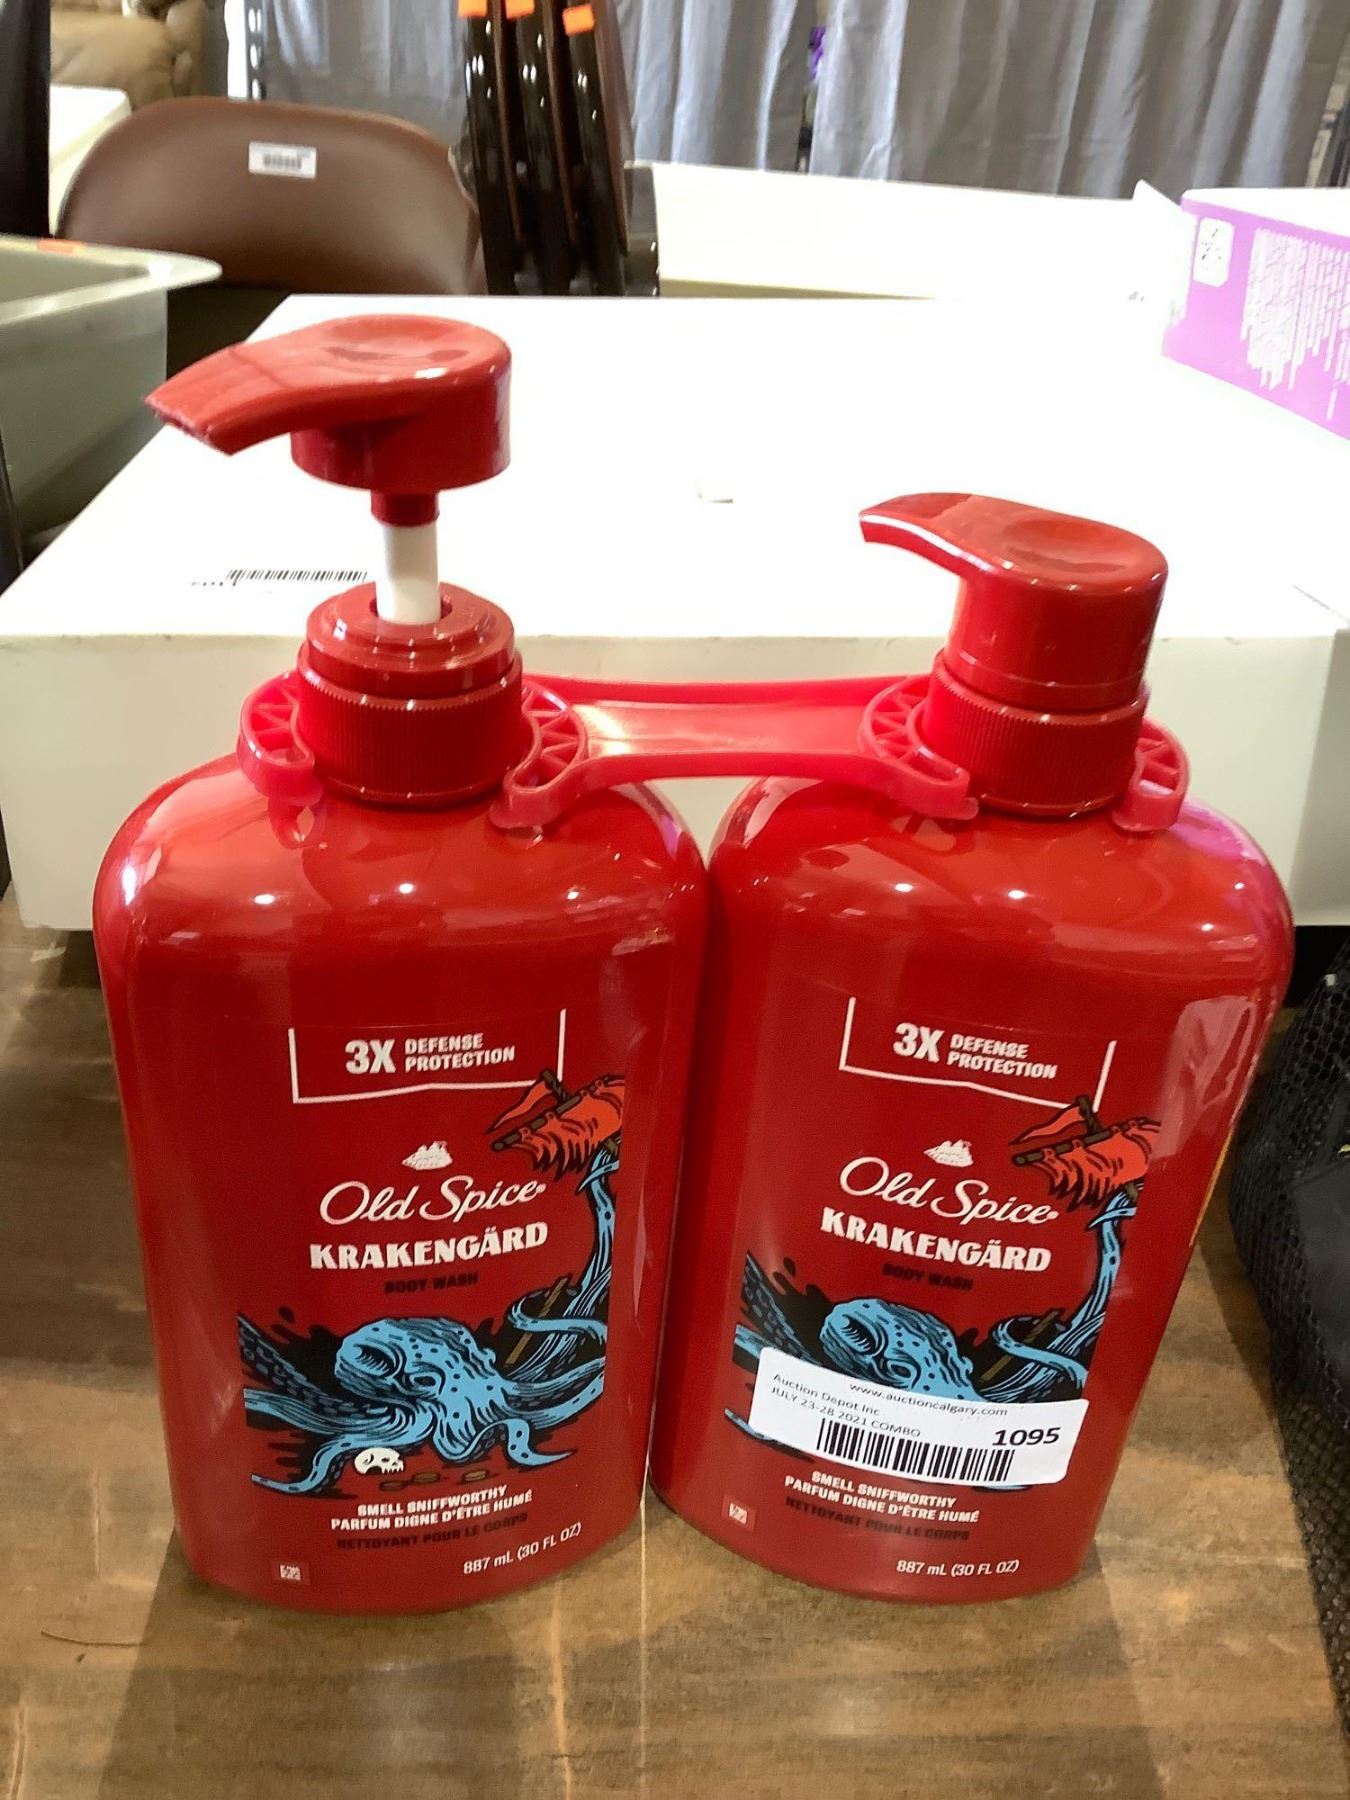 3X DEFENSE
PROTECTION
Old Spice
KRAKENGÄRD
BODY WASH
SMELL SNIFFWORTHY
PARFUM DIGNE D'ÊTRE HUMÉ
NETTOYANT POUR LE CORPS
887 mL (30 FL OZ)
3X DEFENSE
PROTECTION
Old Spice
KRAKENGÄRD
BODY WASH
www.auctioncalgary.com
Auction Depot Inc
JULY 23-28 2021 COMBO
1095
SMELL SNIFFWORTHY
PARFUM DIGNE D'ÊTRE HUMÉ
NETTOYANT POUR LE CORPS
887 mL (30 FL OZ)